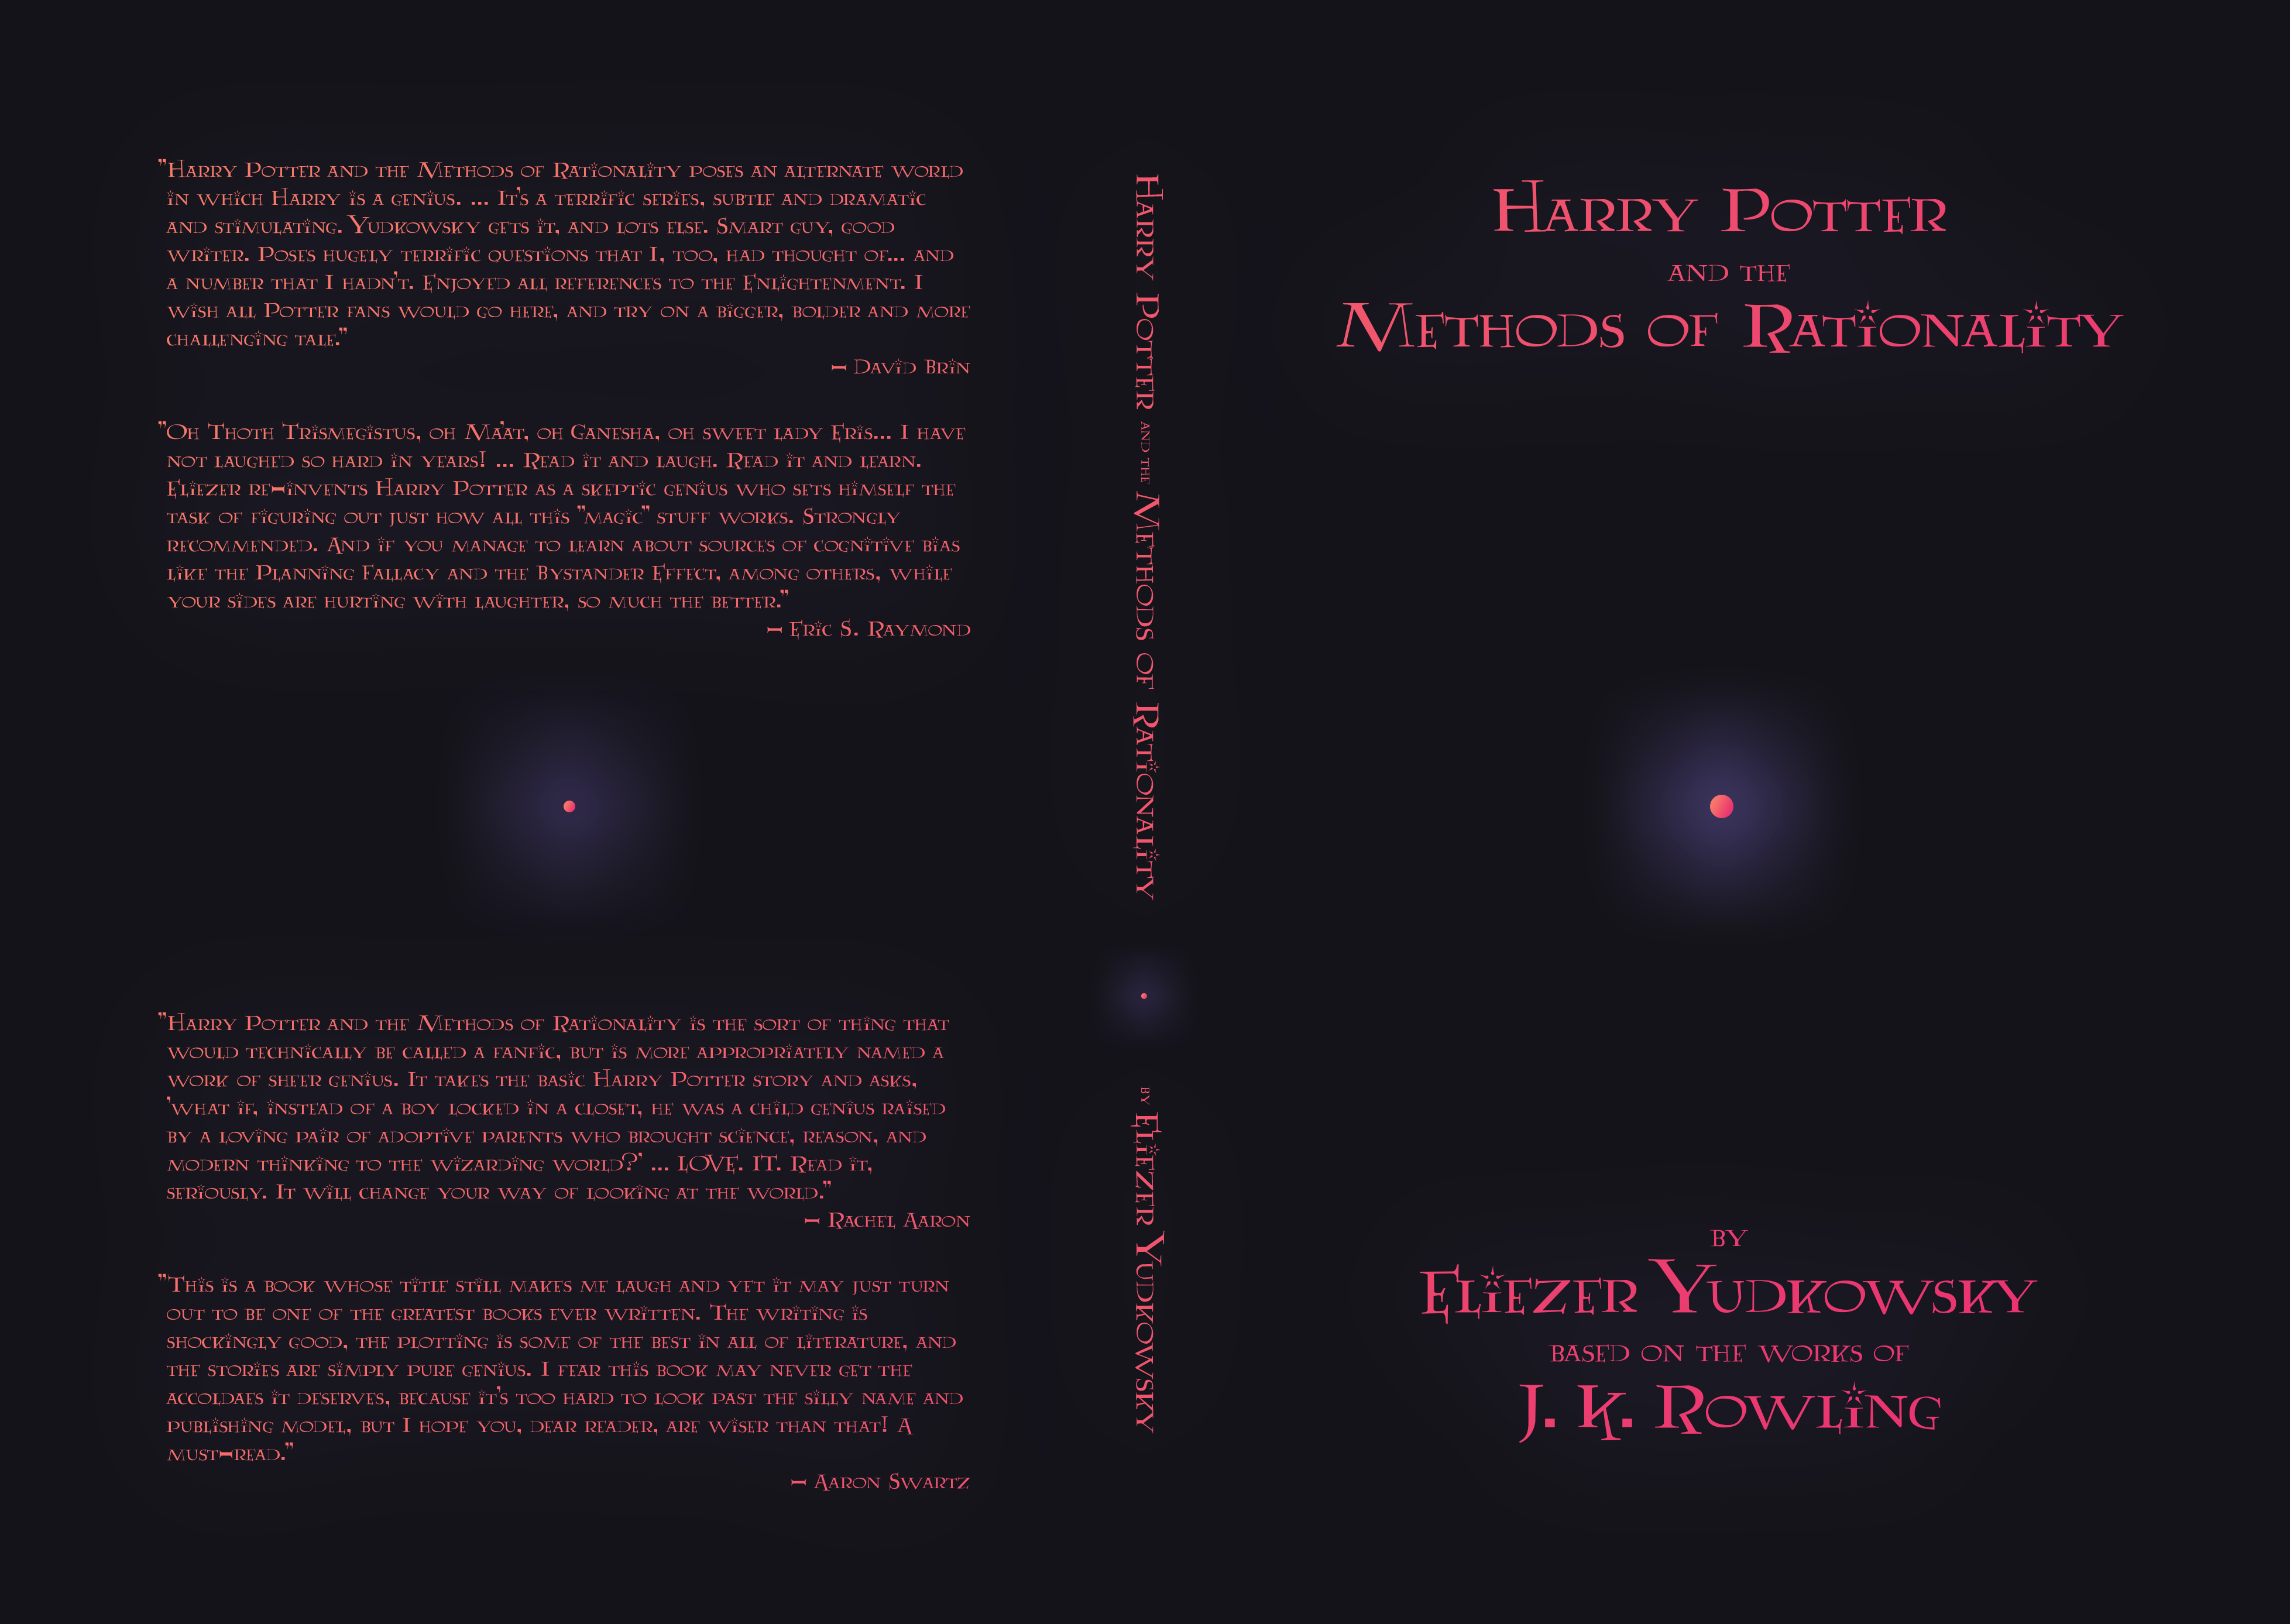 "Harry Potter and the Methods of Rationality poses an alternate world
in which Harry is a genius. ... It's a terrific series, subtle and dramatic
and stimulating. Yudkowsky gets it, and lots else. Smart guy, good
writer. Poses hugely terrific questions that I, too, had thought of... and
a number that I hadn't. Enjoyed all references to the Enlightenment. I
wish all Potter fans would go here, and try on a bigger, bolder and more
challenging tale."
– David Brin
"Oh Thoth Trismegistus, oh Ma'at, oh Ganesha, oh sweet lady Eris... I have
not laughed so hard in years! ... Read it and laugh. Read it and learn.
Eliezer re-invents Harry Potter as a skeptic genius who sets himself the
task of figuring out just how all this "magic" stuff works. Strongly
recommended. And if you manage to learn about sources of cognitive bias
like the Planning Fallacy and the Bystander Effect, among others, while
your sides are hurting with laughter, so much the better."
– Eric S. Raymond
"Harry Potter and the Methods of Rationality is the sort of thing that
would technically be called a fanfic, but is more appropriately named a
work of sheer genius. It takes the basic Harry Potter story and asks,
'what if, instead of a boy locked in a closet, he was a child genius raised
by a loving pair of adoptive parents who brought science, reason, and
modern thinking to the wizarding world?' ... LOVE. IT. Read it,
seriously. It will change your way of looking at the world."
– Rachel Aaron
"This is a book whose title still makes me laugh and yet it may just turn
out to be one of the greatest books ever written. The writing is
shockingly good, the plotting is some of the best in all of literature, and
the stories are simply pure genius. I fear this book may never get the
accoldaes it deserves, because it's too hard to look past the silly name and
publishing model, but I hope you, dear reader, are wiser than that! A
must-read."
– Aaron Swartz
Harry Potter and the Methods of Rationality
by Eliezer Yudkowsky
Harry Potter
and the
Methods of Rationality
by
Eliezer Yudkowsky
based on the works of
J. K. Rowling